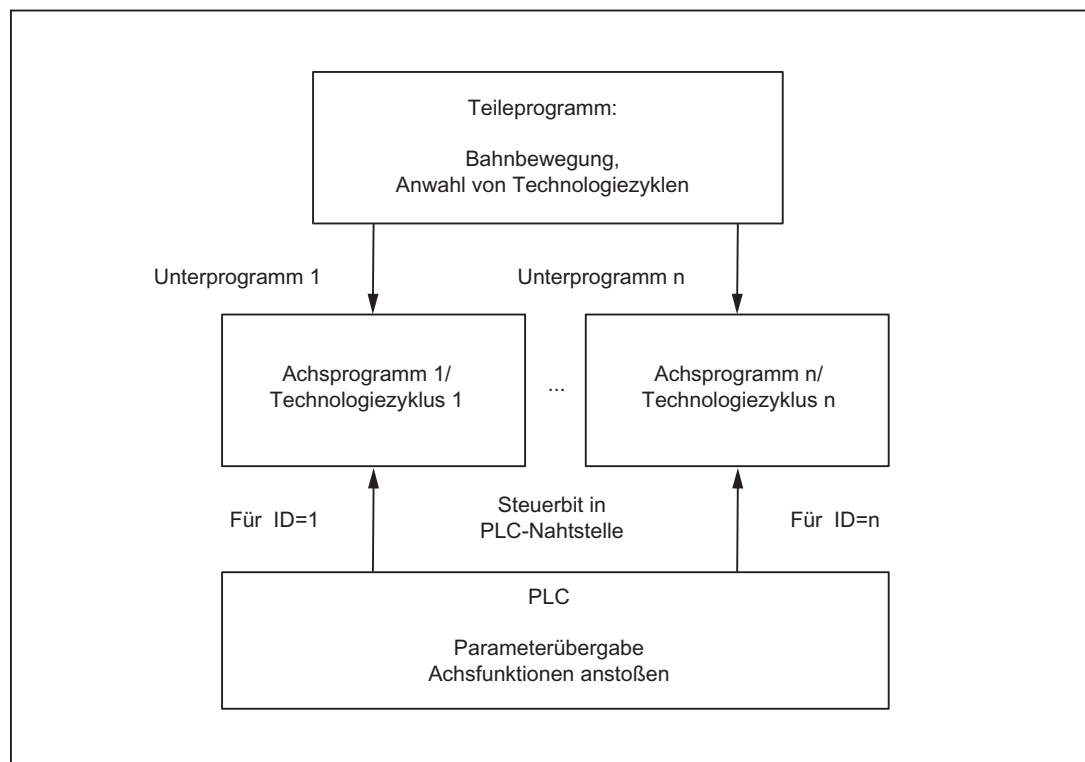 Teileprogramm:
Bahnbewegung,
Anwahl von Technologiezyklen
Unterprogramm 1
Unterprogramm n
Achsprogramm 1/
Technologiezyklus 1
...
Achsprogramm n/
Technologiezyklus n
Für ID=1
Steuerbit in
PLC-Nahtstelle
Für ID=n
PLC
Parameterübergabe
Achsfunktionen anstoßen